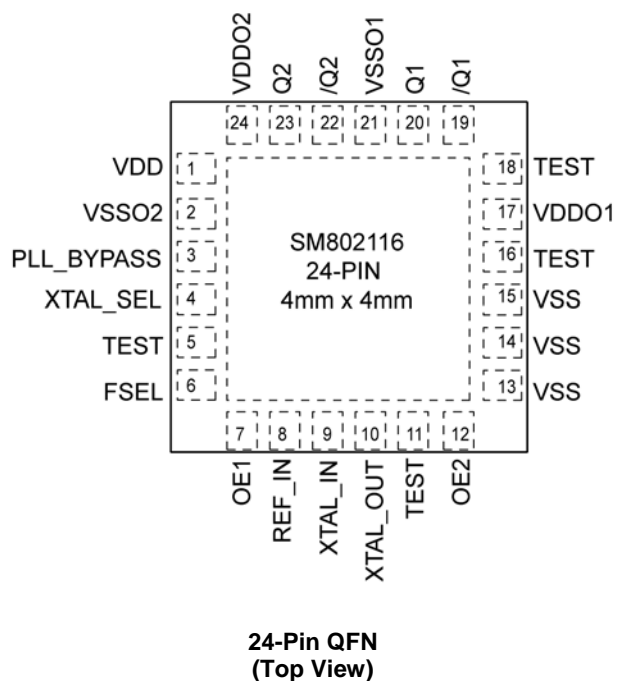 VDDO2
Q2
/Q2
VSSO1
Q1
/Q1
24
23
22
21
20
19
VDD 1
VSSO2 2
PLL_BYPASS 3
XTAL_SEL 4
TEST 5
FSEL 6
SM802116
24-PIN
4mm x 4mm
18 TEST
17 VDDO1
16 TEST
15 VSS
14 VSS
13 VSS
7
8
9
10
11
12
OE1
REF_IN
XTAL_IN
XTAL_OUT
TEST
OE2
24-Pin QFN
(Top View)